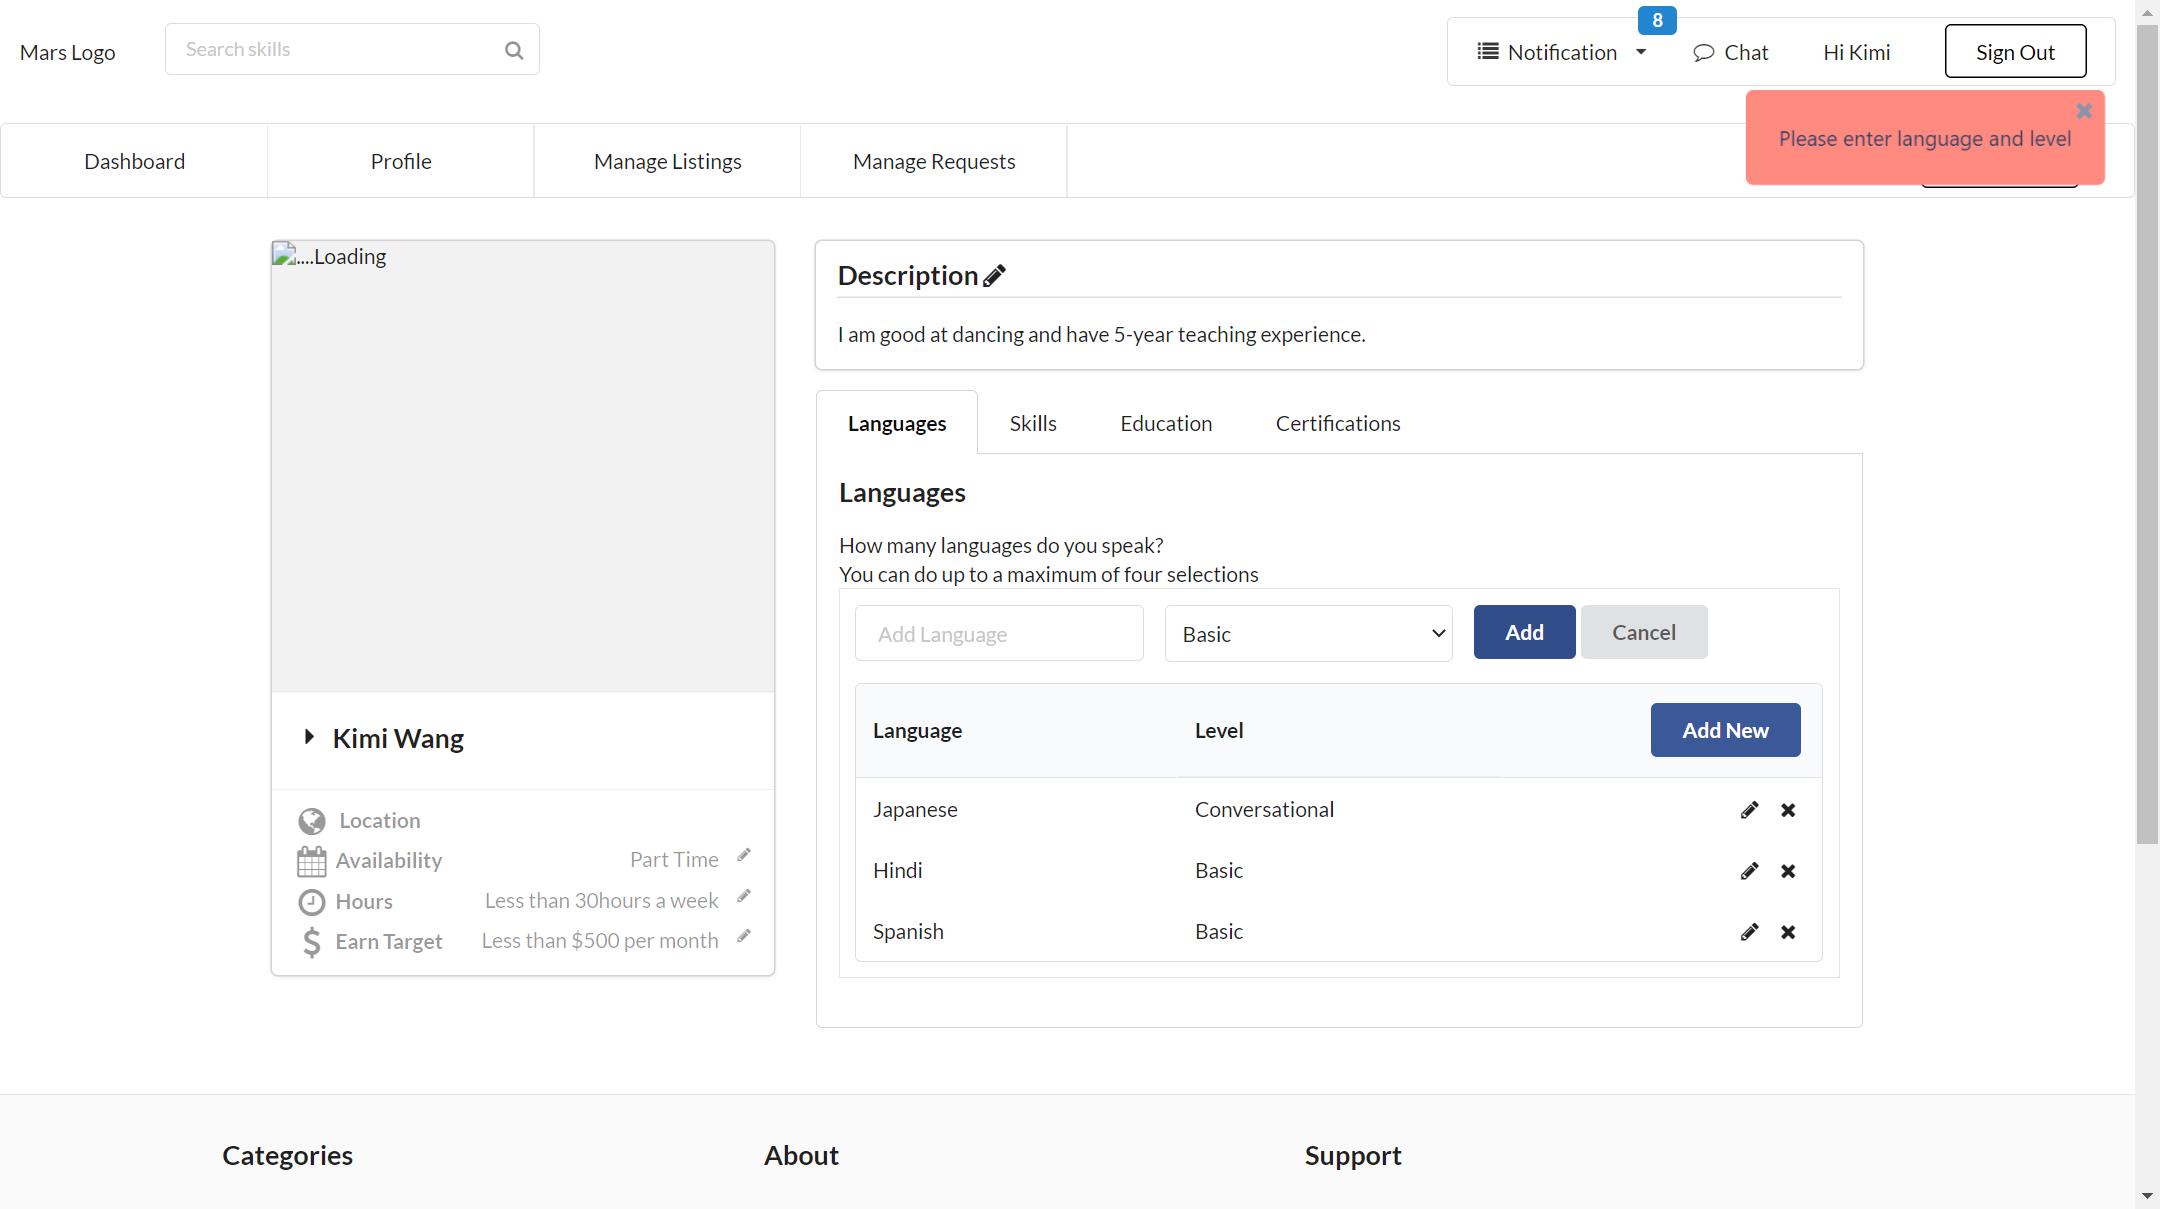 Mars Logo
Search skills
Notification
8
Chat
Hi Kimi
Sign Out
Please enter language and level
Dashboard
Profile
Manage Listings
Manage Requests
....Loading
Kimi Wang
Location
Availability
Part Time
Hours
Less than 30hours a week
Earn Target
Less than $500 per month
Description
I am good at dancing and have 5-year teaching experience.
Languages
Skills
Education
Certifications
Languages
How many languages do you speak?
You can do up to a maximum of four selections
Add Language
Basic
Add
Cancel
Language
Level
Add New
Japanese
Conversational
Hindi
Basic
Spanish
Basic
Categories
About
Support